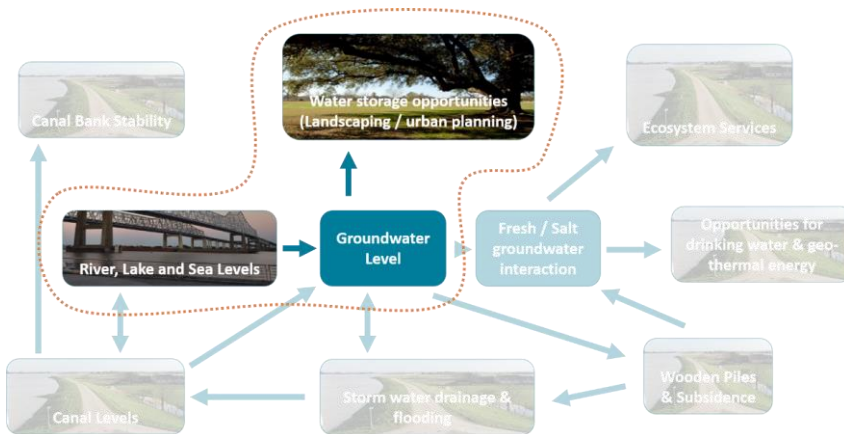 Canal Bank Stability
Water storage opportunities
(Landscaping / urban planning)
Ecosystem Services
River, Lake and Sea Levels
Groundwater
Level
Fresh / Salt
groundwater
interaction
Opportunities for
drinking water & geo-
thermal energy
Canal Levels
Storm water drainage &
flooding
Wooden Piles
& Subsidence